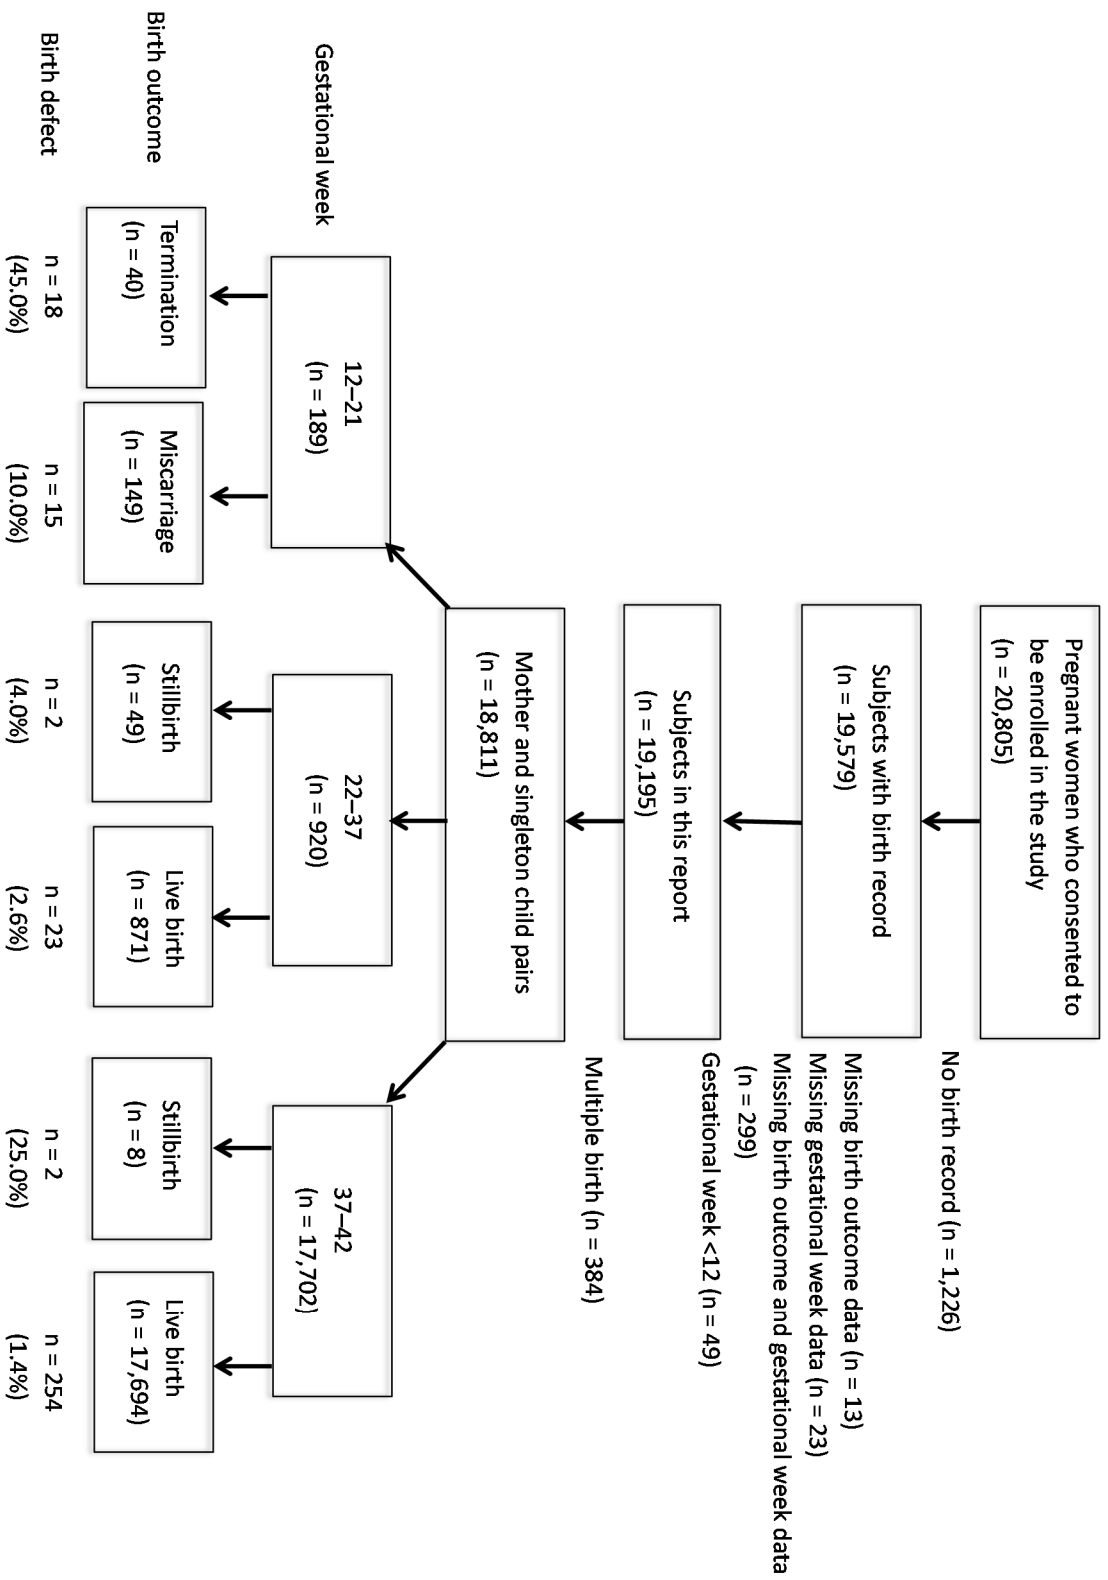 Pregnant women who consented to
be enrolled in the study
(n = 20,805)
No birth record (n = 1,226)
Subjects with birth record
(n = 19,579)
Missing birth outcome data (n = 13)
Missing gestational week data (n = 23)
Missing birth outcome and gestational week data
(n = 299)
Gestational week <12 (n = 49)
Subjects in this report
(n = 19,195)
Multiple birth (n = 384)
Mother and singleton child pairs
(n = 18,811)
Gestational week
12–21
(n = 189)
22–37
(n = 920)
37–42
(n = 17,702)
Birth outcome
Termination
(n = 40)
Miscarriage
(n = 149)
Stillbirth
(n = 49)
Live birth
(n = 871)
Stillbirth
(n = 8)
Live birth
(n = 17,694)
Birth defect
n = 18
(45.0%)
n = 15
(10.0%)
n = 2
(4.0%)
n = 23
(2.6%)
n = 2
(25.0%)
n = 254
(1.4%)